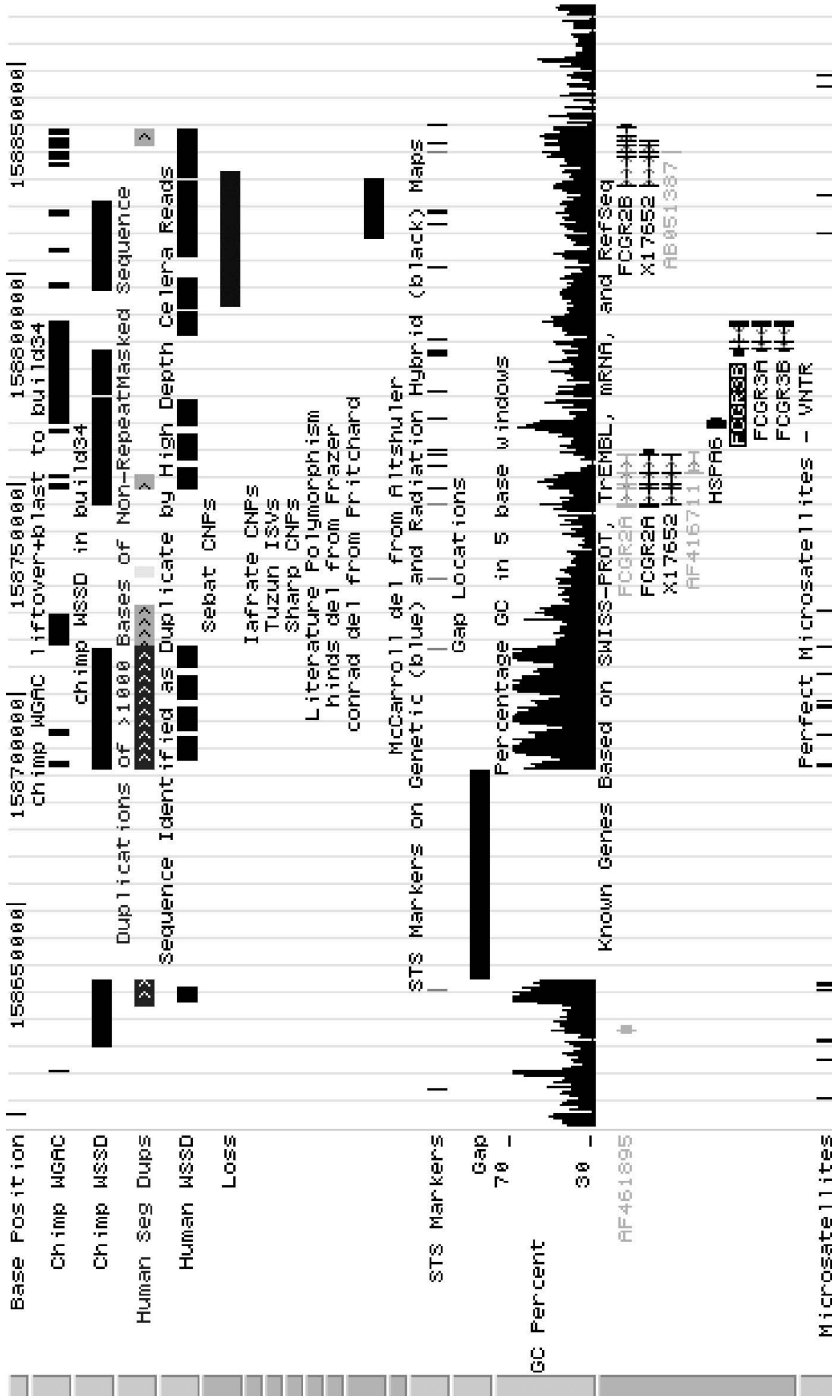 Base Position 158650000| 158700000| 158750000| 158800000| 158850000|
chimp WGAC liftover+blast to build34
Chimp WGAC
chimp WSSD in build34
Chimp WSSD
Duplications of >1000 Bases of Non-RepeatMasked Sequence
Human Seg Dups
Sequence Identified as Duplicate by High Depth Celera Reads
Human WSSD
Sebat CNPs
Loss
Iafrate CNPs
Tuzun ISVs
Sharp CNPs
Literature Polymorphism
hinds del from Frazer
conrad del from Pritchard
McCarroll del from Altshuler
STS Markers on Genetic (blue) and Radiation Hybrid (black) Maps
STS Markers
Gap Locations
Gap
Percentage GC in 5 base windows
70 -
GC Percent
30 -
Known Genes Based on SWISS-PROT, TrEMBL, mRNA, and RefSeq
AF461895 FCGR2A FCGR2B
FCGR2A X17652
X17652 AB051387
AF416711
HSPA6
FCGR3B
FCGR3A
FCGR3B
Perfect Microsatellites - VNTR
Microsatellites